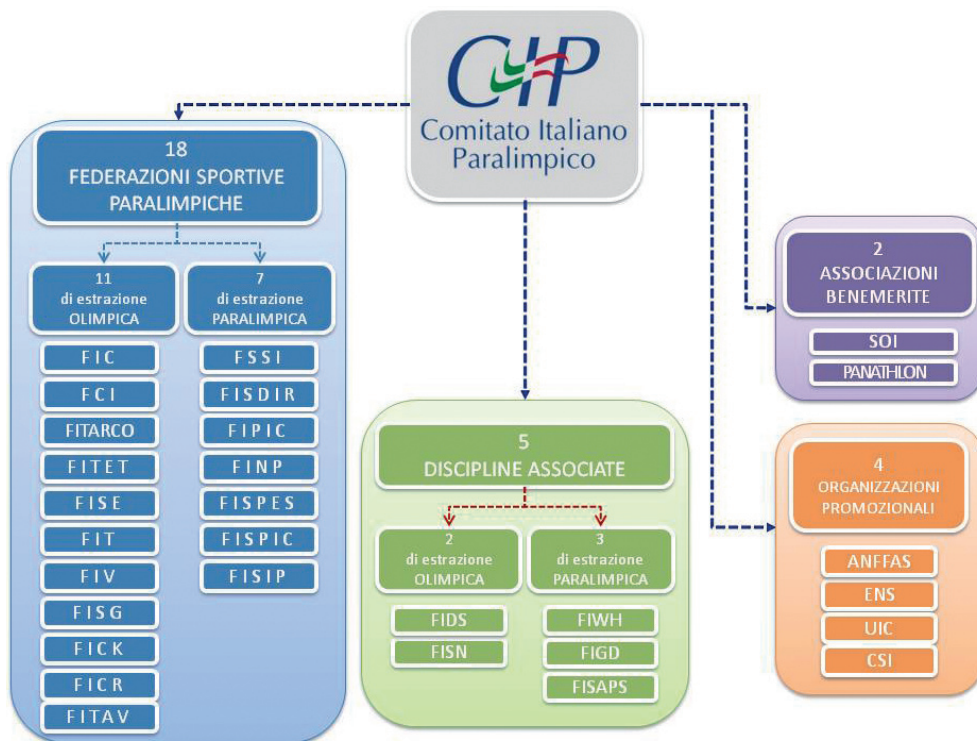 CIP
Comitato Italiano
Paralimpico
18
FEDERAZIONI SPORTIVE
PARALIMPICHE
11
di estrazione
OLIMPICA
FIC
FCI
FITARCO
FITET
FISE
FIT
FIV
FISG
FICK
FICR
FITAV
7
di estrazione
PARALIMPICA
FSSI
FISDIR
FIPIC
FINP
FISPES
FISPIC
FISIP
5
DISCIPLINE ASSOCIATE
2
di estrazione
OLIMPICA
FIDS
FISN
3
di estrazione
PARALIMPICA
FIWH
FIGD
FISAPS
2
ASSOCIAZIONI
BENEMERITE
SOI
PANATHLON
4
ORGANIZZAZIONI
PROMOZIONALI
ANFFAS
ENS
UIC
CSI